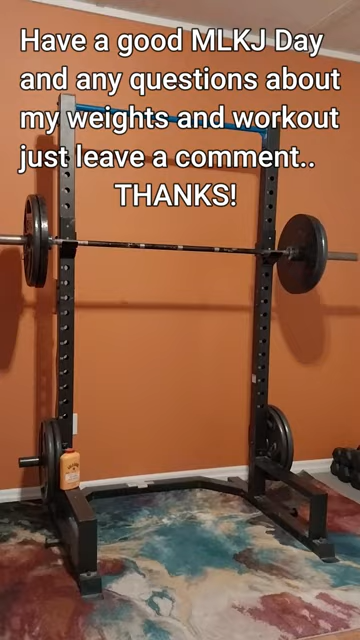 Have a good MLKJ Day
and any questions about
my weights and workout
just leave a comment..
THANKS!